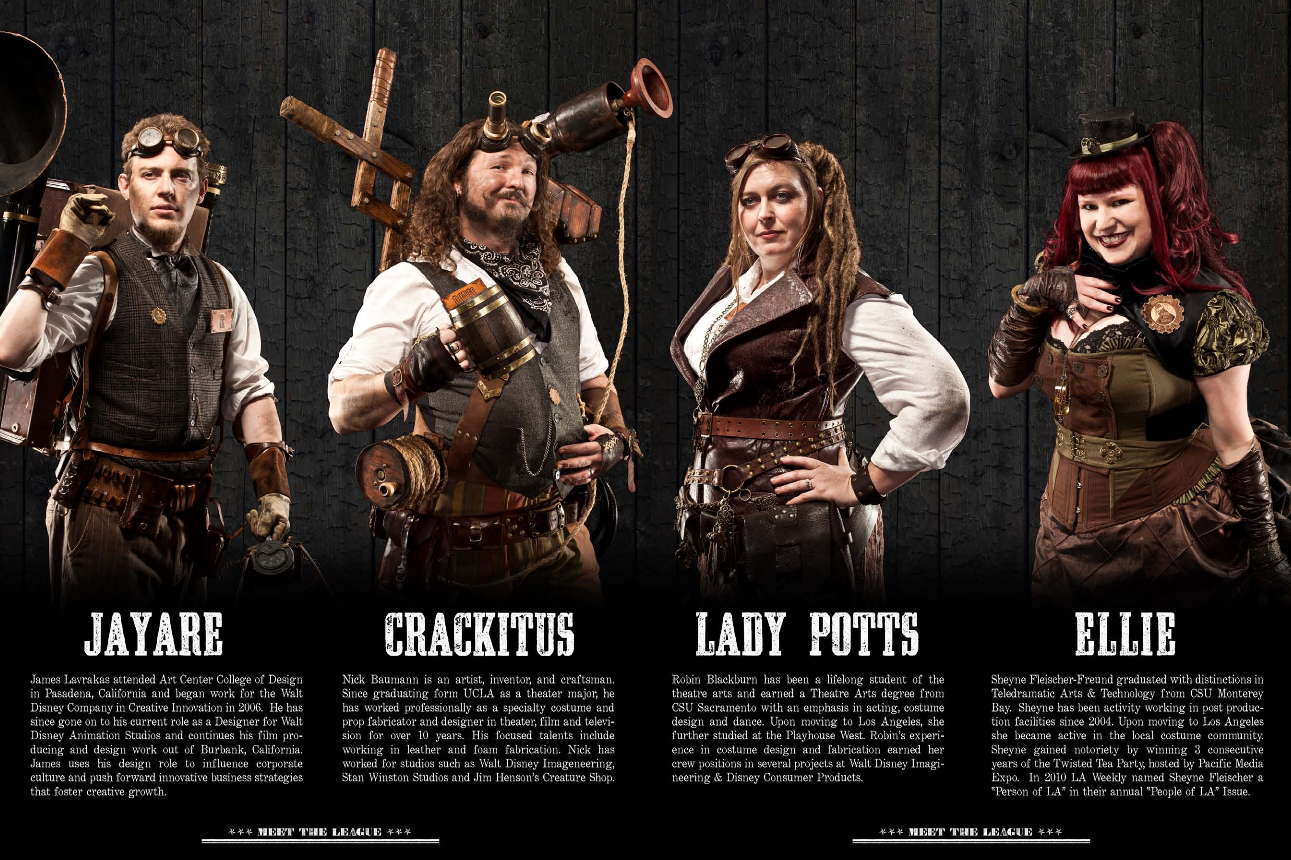 JAYARE
James Lavrakas attended Art Center College of Design
in Pasadena, California and began work for the Walt
Disney Company in Creative Innovation in 2006. He has
since gone on to his current role as a Designer for Walt
Disney Animation Studios and continues his film pro-
ducing and design work out of Burbank, California.
James uses his design role to influence corporate
culture and push forward innovative business strategies
that foster creative growth.
CRACKITUS
Nick Baumann is an artist, inventor, and craftsman.
Since graduating form UCLA as a theater major, he
has worked professionally as a specialty costume and
prop fabricator and designer in theater, film and televi-
sion for over 10 years. His focused talents include
working in leather and foam fabrication. Nick has
worked for studios such as Walt Disney Imageneering,
Stan Winston Studios and Jim Henson's Creature Shop.
*** MEET THE LEAGUE ***
LADY POTTS
Robin Blackburn has been a lifelong student of the
theatre arts and earned a Theatre Arts degree from
CSU Sacramento with an emphasis in acting, costume
design and dance. Upon moving to Los Angeles, she
further studied at the Playhouse West. Robin's experi-
ence in costume design and fabrication earned her
crew positions in several projects at Walt Disney Imagi-
neering & Disney Consumer Products.
ELLIE
Sheyne Fleischer-Freund graduated with distinctions in
Teledramatic Arts & Technology from CSU Monterey
Bay. Sheyne has been activity working in post produc-
tion facilities since 2004. Upon moving to Los Angeles
she became active in the local costume community.
Sheyne gained notoriety by winning 3 consecutive
years of the Twisted Tea Party, hosted by Pacific Media
Expo. In 2010 LA Weekly named Sheyne Fleischer a
"Person of LA" in their annual "People of LA" Issue.
*** MEET THE LEAGUE ***